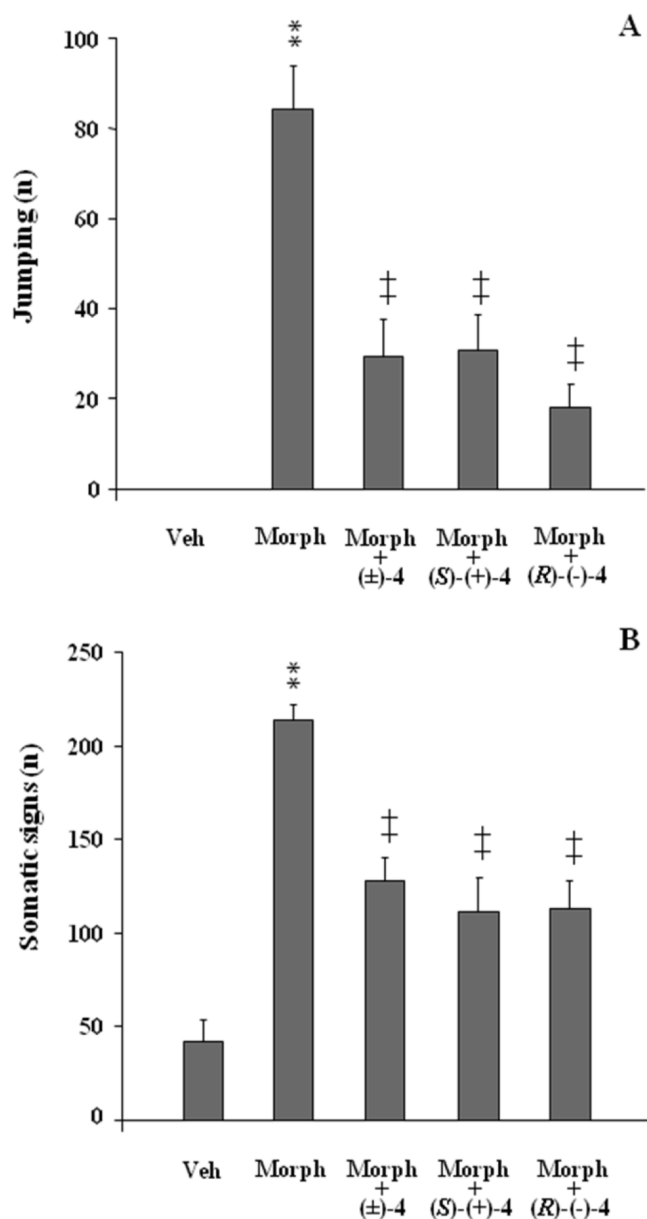 A
Jumping (n)
100
80
60
40
20
0
**
‡
‡
‡
Veh
Morph
Morph
+
(±)-4
Morph
+
(S)-(+)-4
Morph
+
(R)-(-)-4
B
Somatic signs (n)
250
200
150
100
50
0
**
‡
‡
‡
Veh
Morph
Morph
+
(±)-4
Morph
+
(S)-(+)-4
Morph
+
(R)-(-)-4